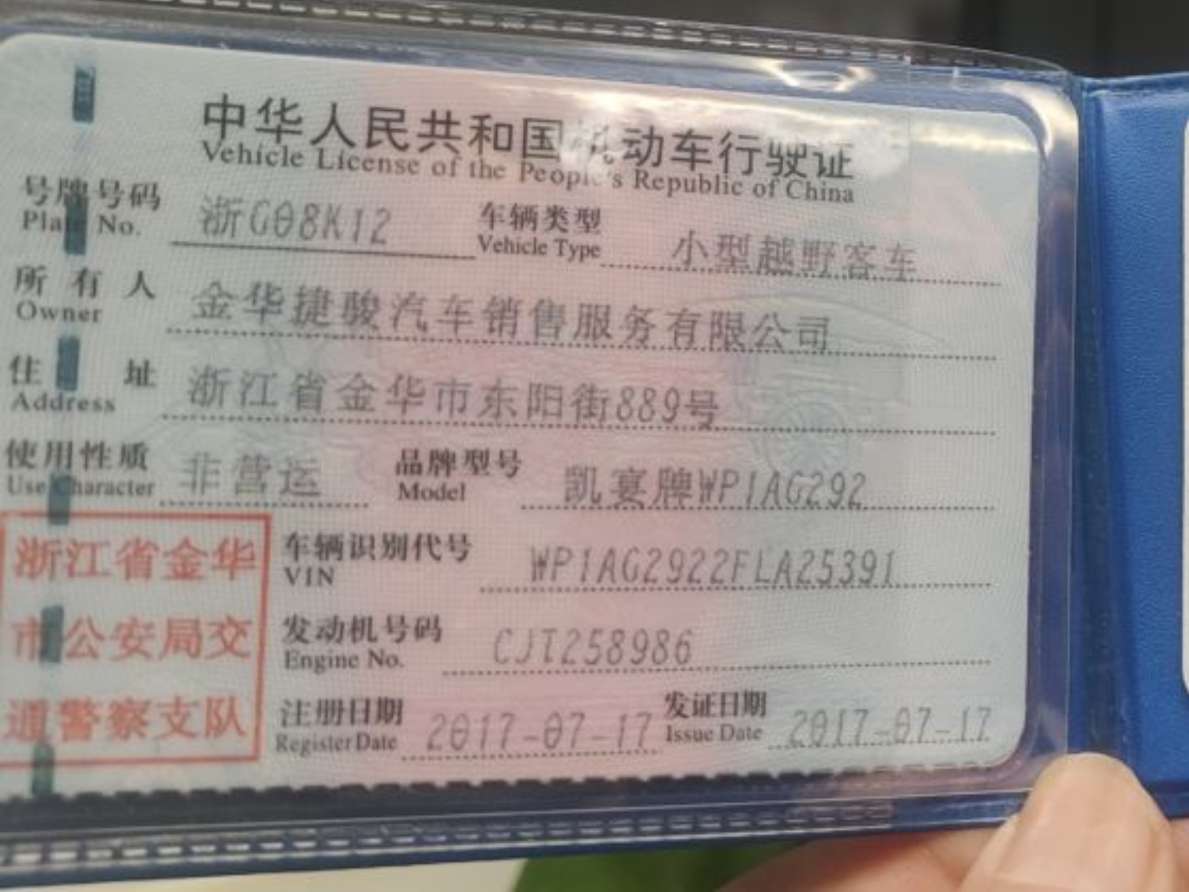 中华人民共和国机动车行驶证
Vehicle License of the People's Republic of China
号牌号码 浙G08K12 车辆类型 小型越野客车
Plate No. Vehicle Type
所有人 金华捷骏汽车销售服务有限公司
Owner
住址 浙江省金华市东阳街889号
Address
使用性质 非营运 品牌型号 凯宴牌WP1AG292
Use Character Model
浙江省金华
市公安局交
通警察支队
车辆识别代号 WP1AG2922FLA25391
VIN
发动机号码 CJT258986
Engine No.
注册日期 2017-07-17 发证日期 2017-07-17
Register Date Issue Date